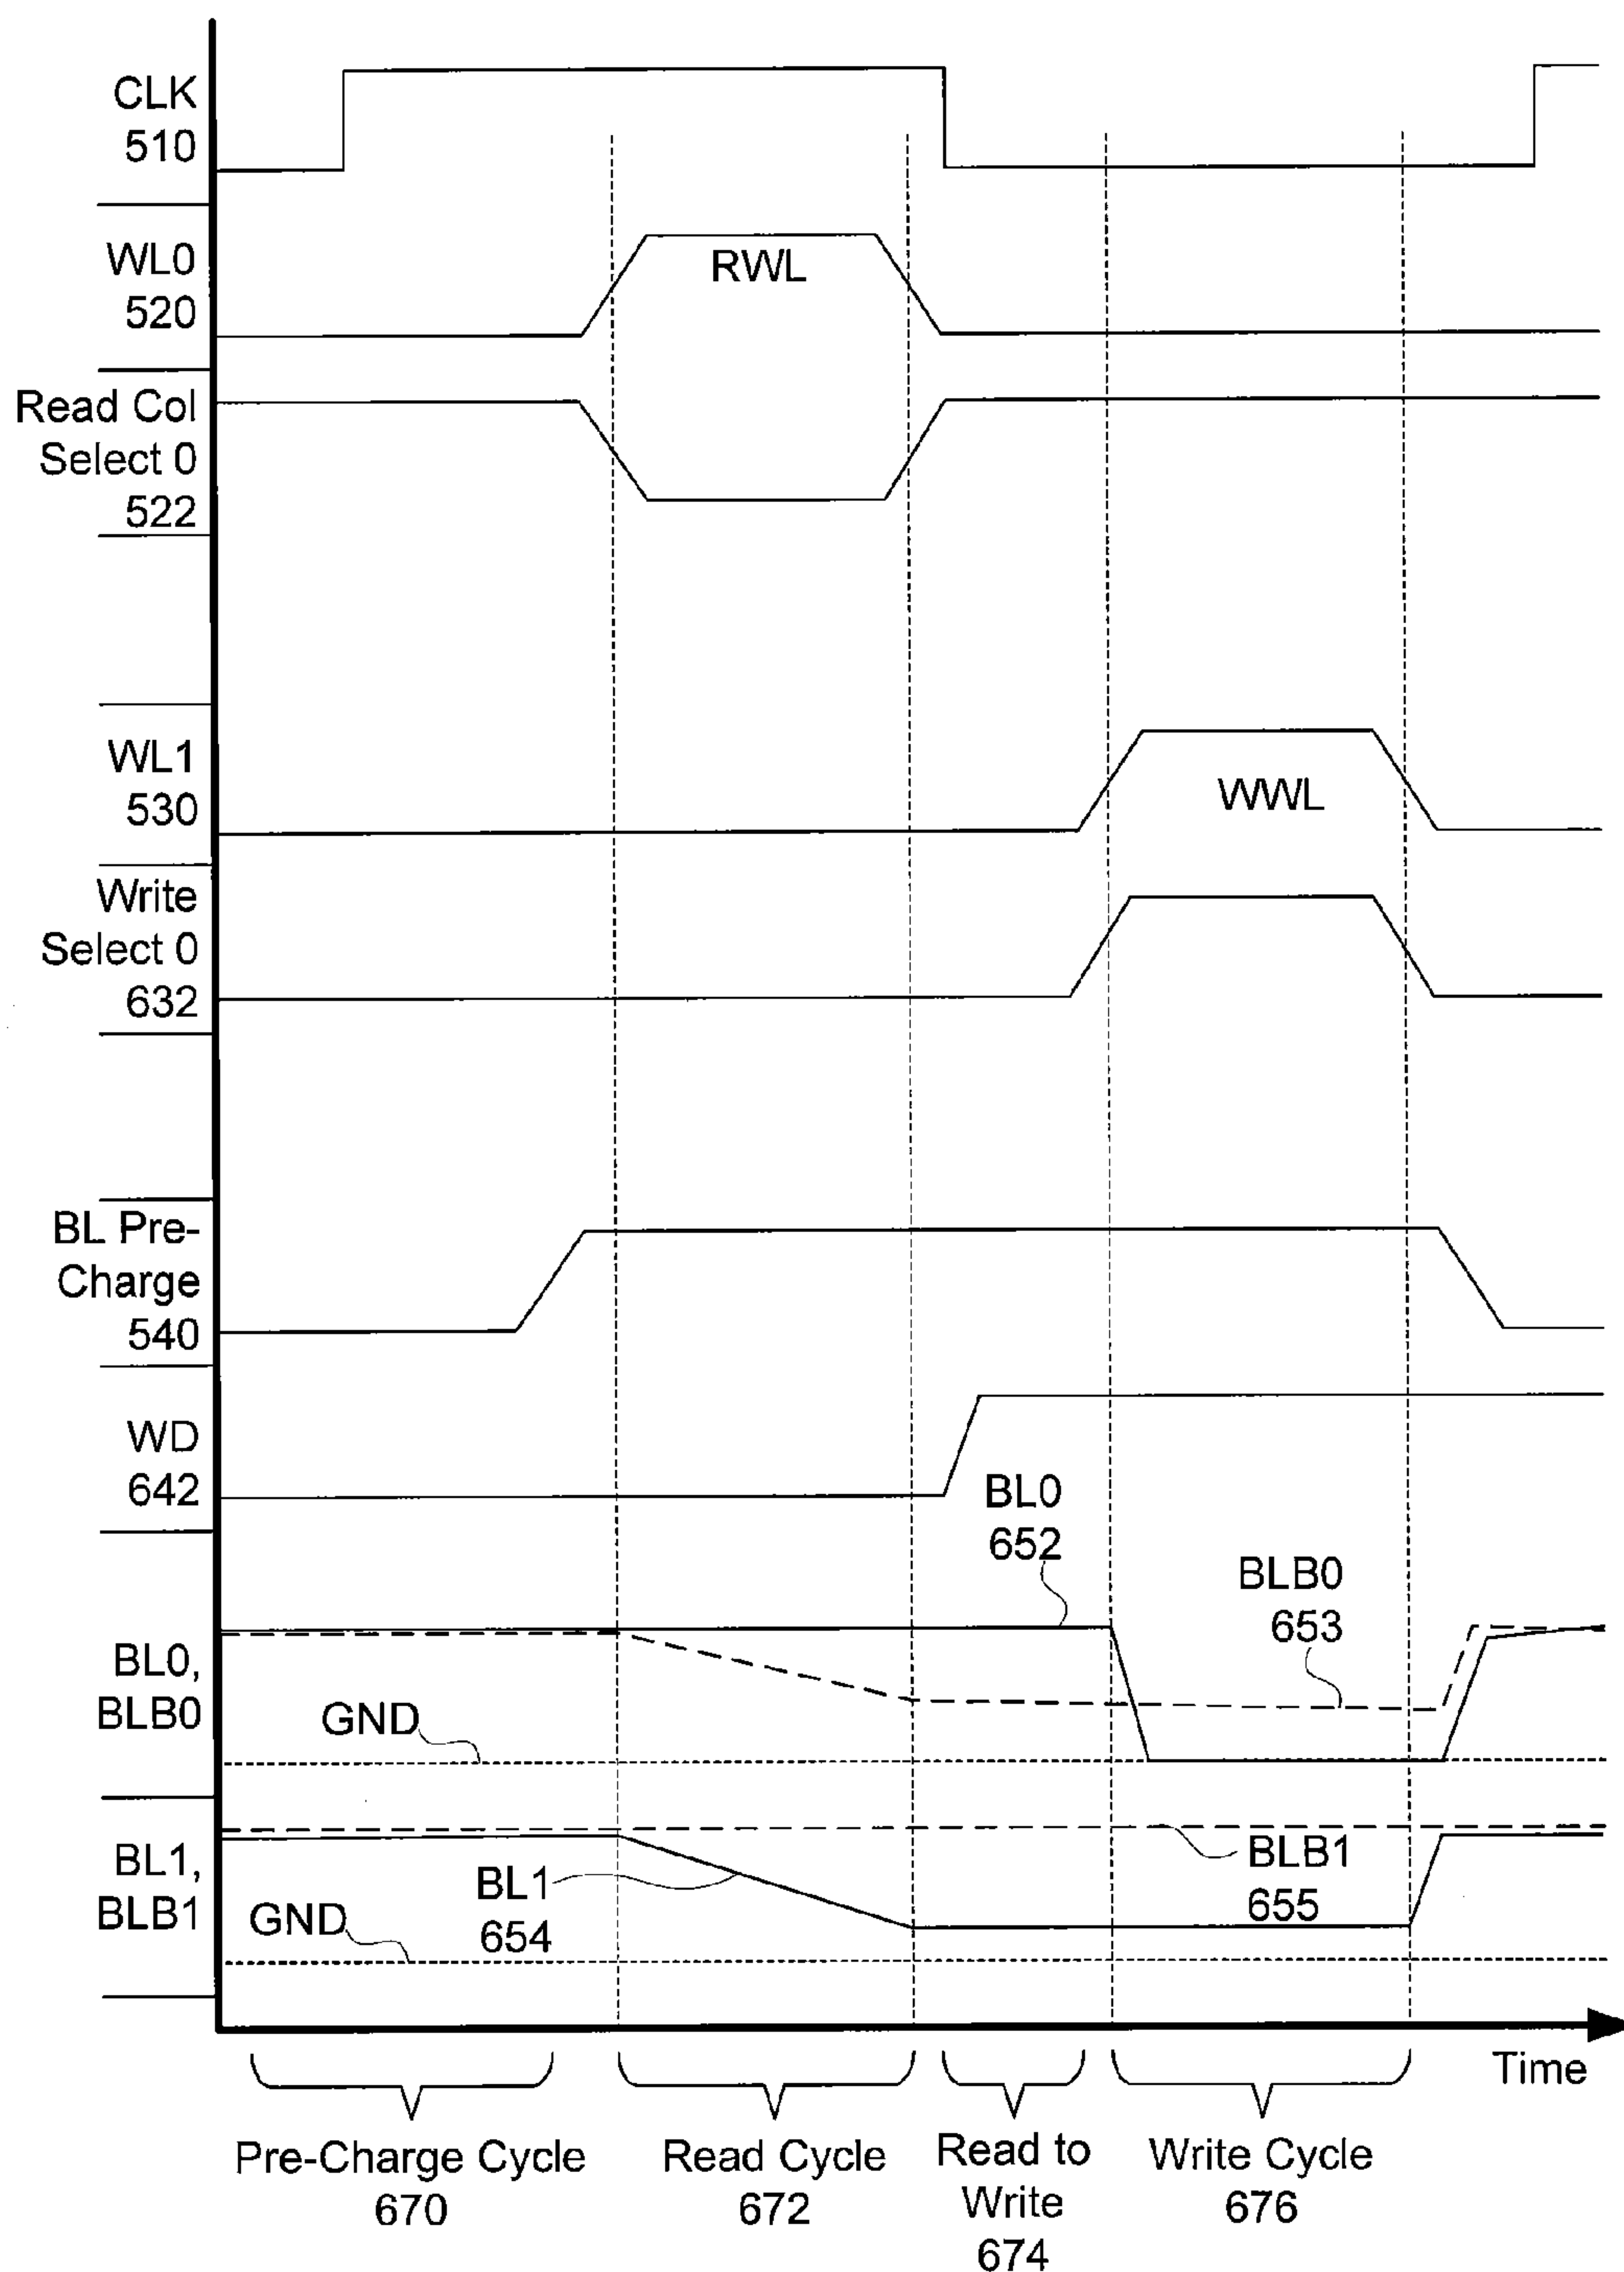 CLK
510
WL0
520
RWL
Read Col
Select 0
522
WL1
530
WWL
Write
Select 0
632
BL Pre-
Charge
540
WD
642
BL0
652
BLB0
653
BL0,
BLB0
GND
BL1,
BLB1
GND
BL1
654
BLB1
655
Time
Pre-Charge Cycle
670
Read Cycle
672
Read to
Write
674
Write Cycle
676